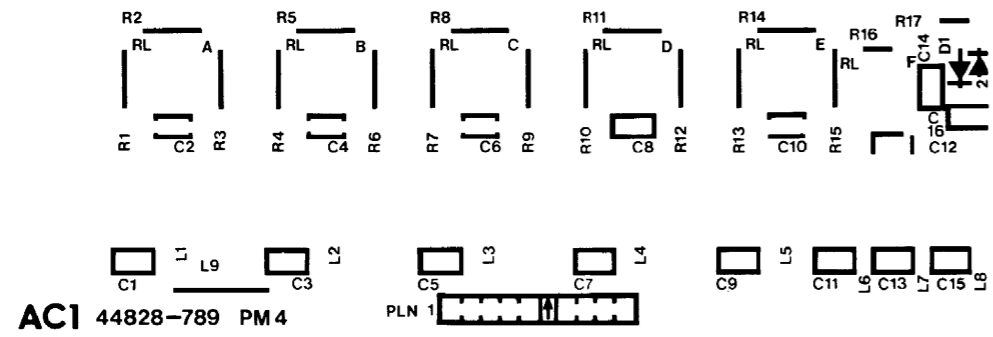 R2 R5 R8 R11 R14 R17
RL A RL B RL C RL D RL E R16 C14 D1
RL F 2
R1 C2 R3 R4 C4 R6 R7 C6 R9 R10 C8 R12 R13 C10 R15 C 16 C12
L1 L9 L2 L3 L4 L5
C1 C3 C5 C7 C9 C11 L6 C13 L7 C15 L8
PLN 1
AC1 44828-789 PM4